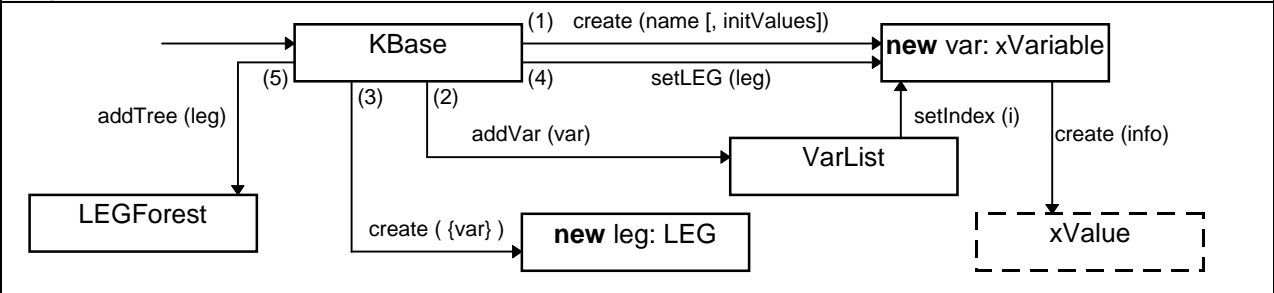 (1) create (name [, initValues])
KBase
new var: xVariable
(5)
(4) setLEG (leg)
(3)
(2)
addTree (leg)
setIndex (i)
addVar (var)
create (info)
VarList
LEGForest
create ( {var} )
new leg: LEG
xValue